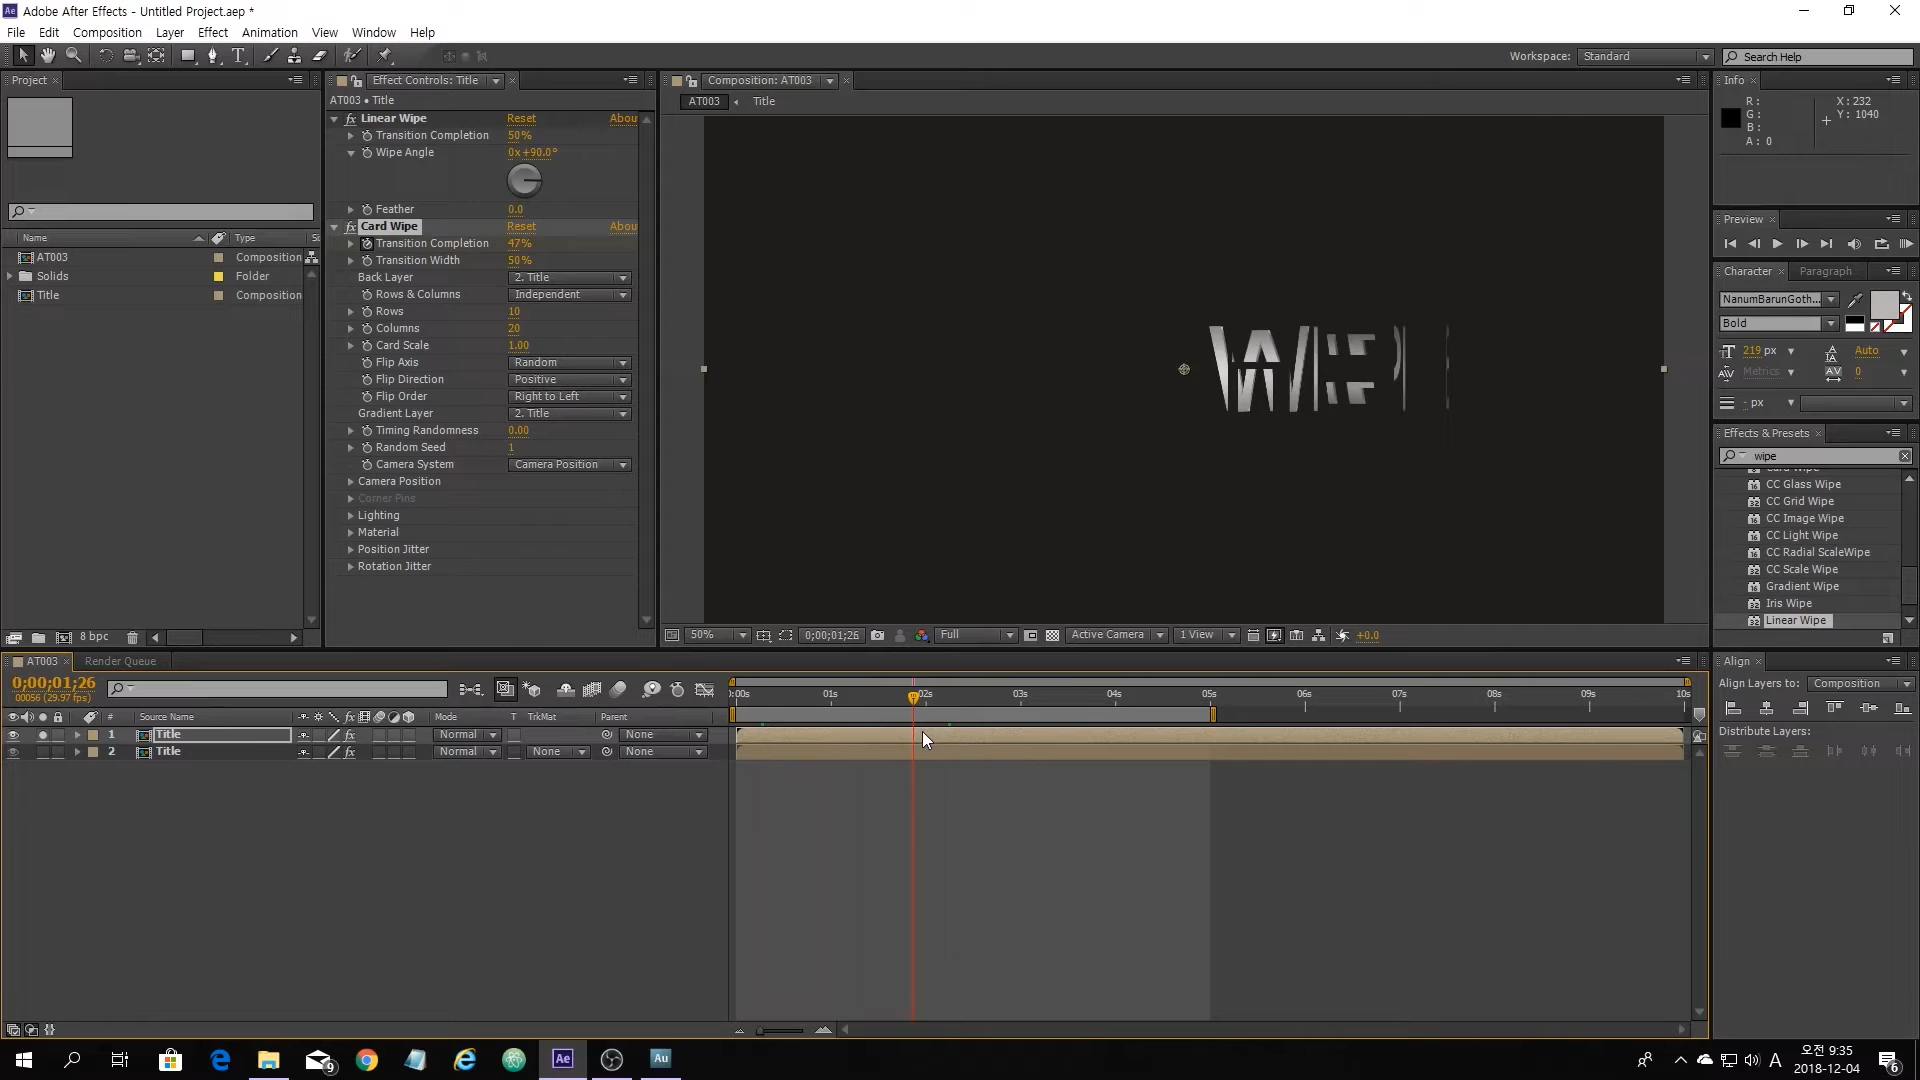 Adobe After Effects - Untitled Project.aep *
File Edit Composition Layer Effect Animation View Window Help
Workspace: Standard Search Help
Project
Name Type
AT003 Composition
Solids Folder
Title Composition
8 bpc
Effect Controls: Title
AT003 • Title
fx Linear Wipe Reset Abou
Transition Completion 50%
Wipe Angle 0x+90.0°
Feather 0.0
fx Card Wipe Reset Abou
Transition Completion 47%
Transition Width 50%
Back Layer 2. Title
Rows & Columns Independent
Rows 10
Columns 20
Card Scale 1.00
Flip Axis Random
Flip Direction Positive
Flip Order Right to Left
Gradient Layer 2. Title
Timing Randomness 0.00
Random Seed 1
Camera System Camera Position
Camera Position
Corner Pins
Lighting
Material
Position Jitter
Rotation Jitter
Composition: AT003
AT003 Title
50% 0;00;01;26 Full Active Camera 1 View +0.0
Info
R: X: 232
G: Y: 1040
B:
A: 0
Preview
Character Paragraph
NanumBarunGoth...
Bold
219 px Auto
Metrics 0
- px
Effects & Presets
wipe
Card Wipe
CC Glass Wipe
CC Grid Wipe
CC Image Wipe
CC Light Wipe
CC Radial ScaleWipe
CC Scale Wipe
Gradient Wipe
Iris Wipe
Linear Wipe
AT003 Render Queue
0;00;01;26
00056 (29.97 fps)
# Source Name Mode T TrkMat Parent
1 Title Normal None
2 Title Normal None None
0:00s 01s 02s 03s 04s 05s 06s 07s 08s 09s 10s
Align
Align Layers to: Composition
Distribute Layers:
9 Ae Au
A 오전 9:35
2018-12-04
6